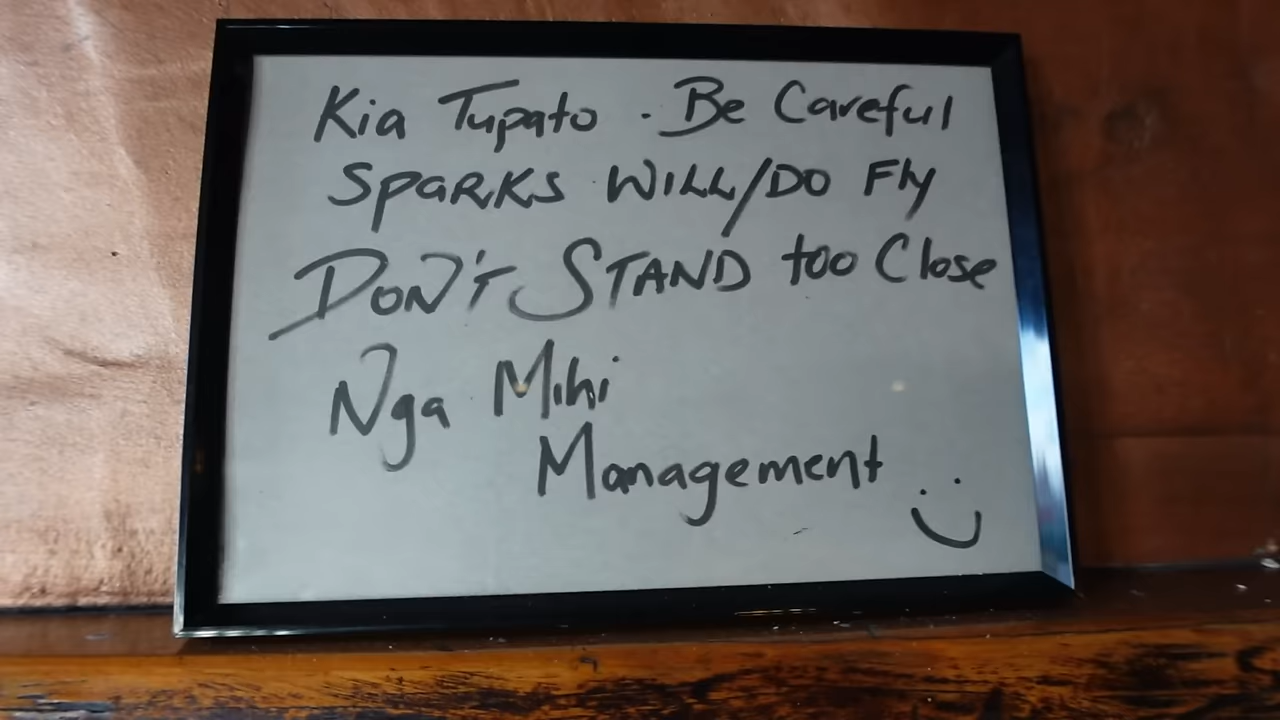 Kia Tupato. Be Careful
SPARKS WILL/DO Fly
DON'T STAND too Close
Nga Mihi
Management